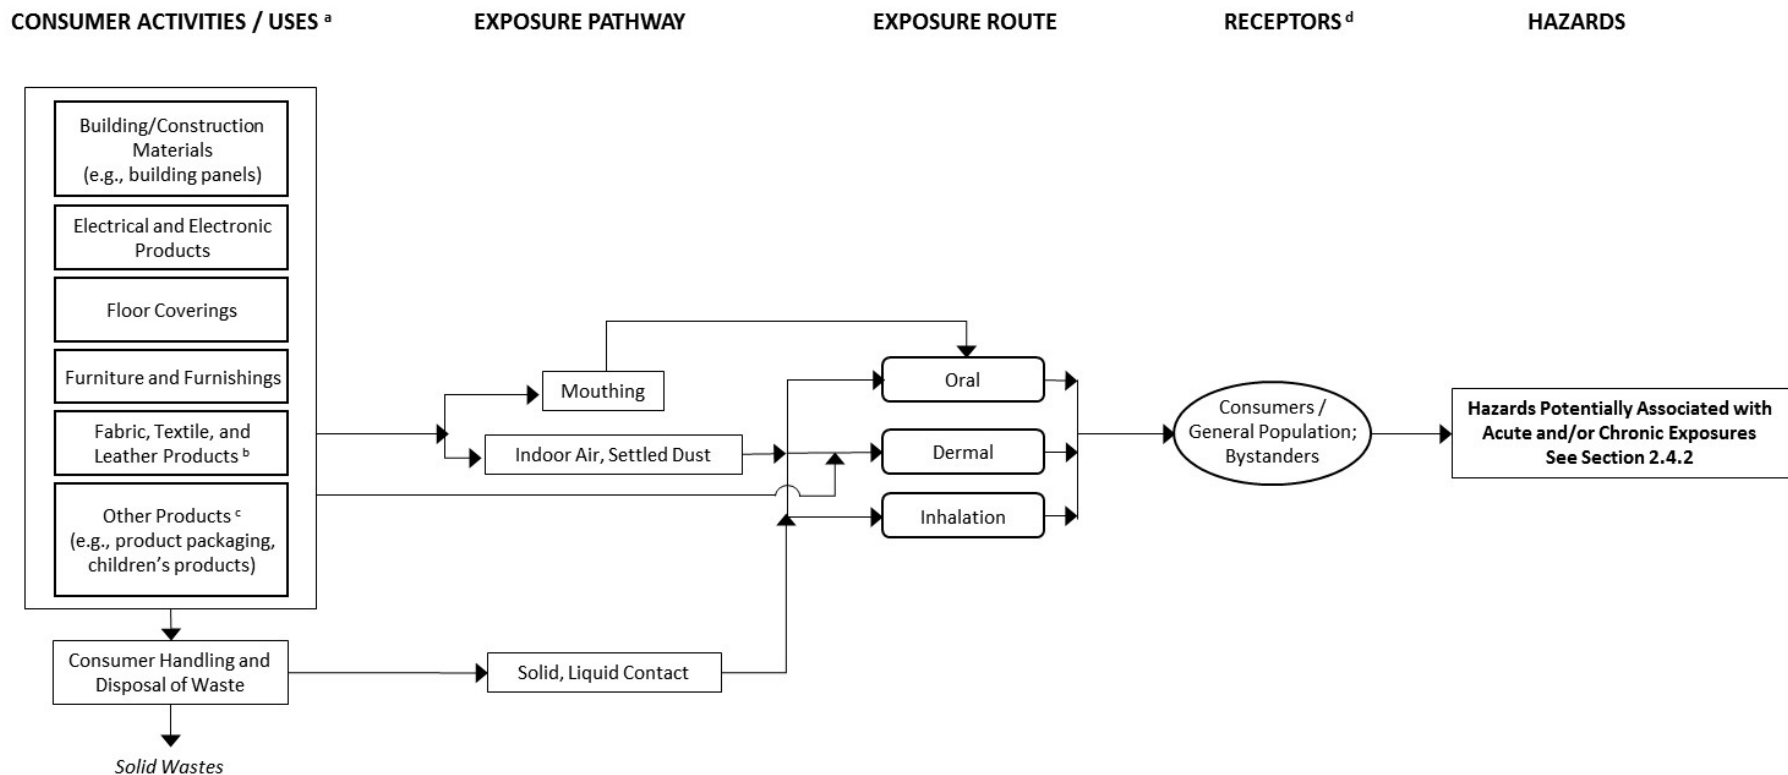 CONSUMER ACTIVITIES / USES a
EXPOSURE PATHWAY
EXPOSURE ROUTE
RECEPTORS d
HAZARDS
Building/Construction
Materials
(e.g., building panels)
Electrical and Electronic
Products
Floor Coverings
Furniture and Furnishings
Fabric, Textile, and
Leather Products b
Other Products c
(e.g., product packaging,
children's products)
Consumer Handling and
Disposal of Waste
Solid Wastes
Mouthing
Indoor Air, Settled Dust
Solid, Liquid Contact
Oral
Dermal
Inhalation
Consumers /
General Population;
Bystanders
Hazards Potentially Associated with
Acute and/or Chronic Exposures
See Section 2.4.2